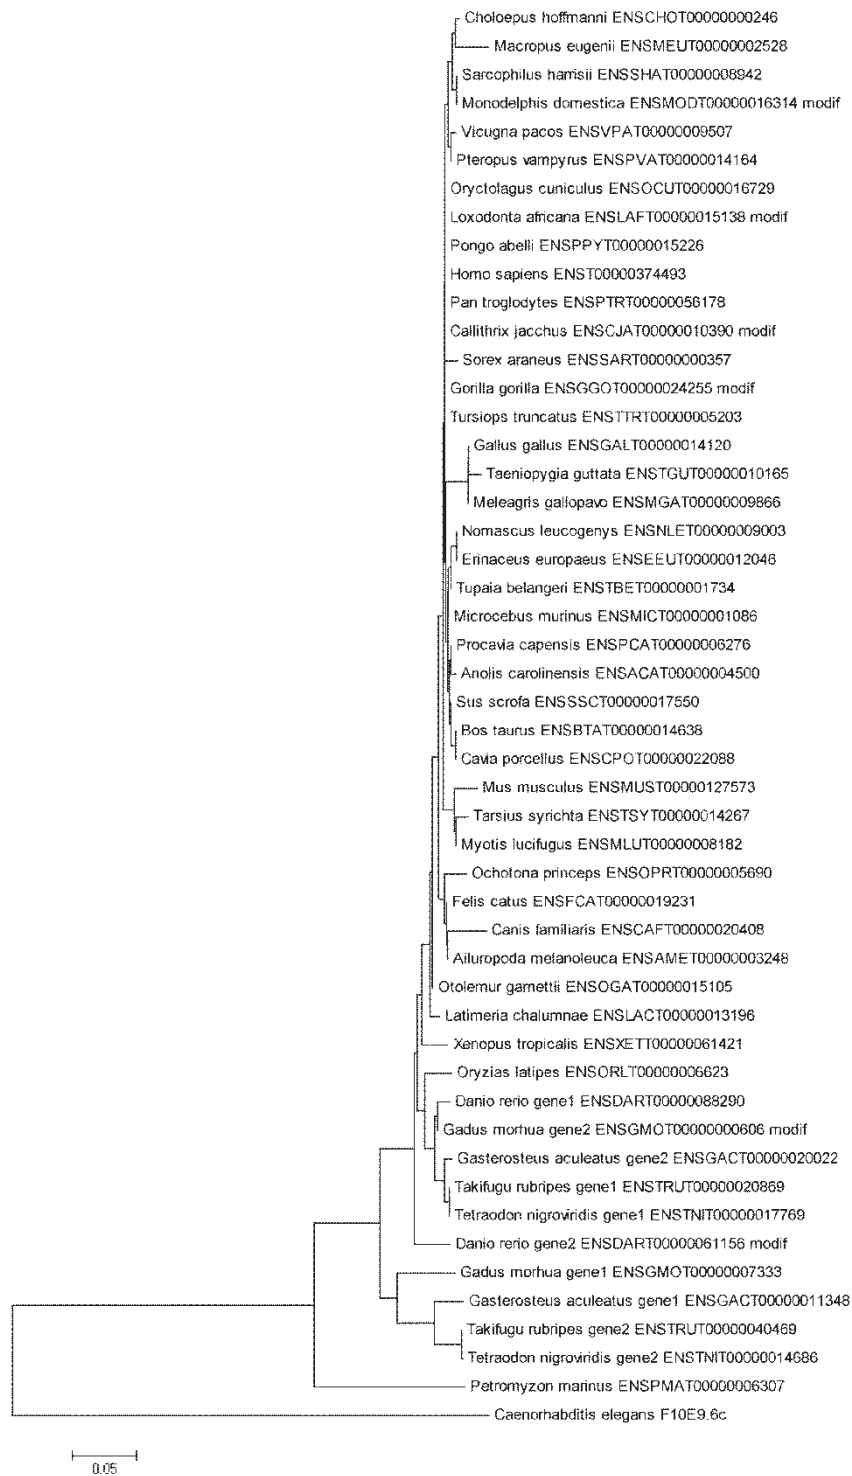 Choloepus hoffmanni ENSCHOT00000000246
Macropus eugenii ENSMEUT00000002528
Sarcophilus harrisii ENSSHAT00000008942
Monodelphis domestica ENSMODT00000016314 modif
Vicugna pacos ENSVPAT00000009507
Pteropus vampyrus ENSPVAT00000014164
Oryctolagus cuniculus ENSOCUT00000016729
Loxodonta africana ENSLAFT00000015138 modif
Pongo abelii ENSPPYT00000015226
Homo sapiens ENST00000374493
Pan troglodytes ENSPTRT00000056178
Callithrix jacchus ENSCJAT00000010390 modif
Sorex araneus ENSSART00000000357
Gorilla gorilla ENSGGOT00000024255 modif
Tursiops truncatus ENSTTRT00000005203
Gallus gallus ENSGALT00000014120
Taeniopygia guttata ENSTGUT00000010165
Meleagris gallopavo ENSMGAT00000009866
Nomascus leucogenys ENSNLET00000009003
Erinaceus europaeus ENSEEUT00000012046
Tupaia belangeri ENSTBET00000001734
Microcebus murinus ENSMICT00000001086
Procavia capensis ENSPCAT00000006276
Anolis carolinensis ENSACAT00000004500
Sus scrofa ENSSSCT00000017550
Bos taurus ENSBTAT00000014638
Cavia porcellus ENSCPOT00000022088
Mus musculus ENSMUST00000127573
Tarsius syrichta ENSTSYT00000014267
Myotis lucifugus ENSMLUT00000008182
Ochotona princeps ENSOPRT00000005690
Felis catus ENSFCAT00000019231
Canis familiaris ENSCAFT00000020408
Ailuropoda melanoleuca ENSAMET00000003248
Otolemur garnettii ENSOGAT00000015105
Latimeria chalumnae ENSLACT00000013196
Xenopus tropicalis ENSXETT00000061421
Oryzias latipes ENSORLT00000006623
Danio rerio gene1 ENSDART00000088290
Gadus morhua gene2 ENSGMOT00000000606 modif
Gasterosteus aculeatus gene2 ENSGACT00000020022
Takifugu rubripes gene1 ENSTRUT00000020869
Tetraodon nigroviridis gene1 ENSTNIT00000017769
Danio rerio gene2 ENSDART00000061156 modif
Gadus morhua gene1 ENSGMOT00000007333
Gasterosteus aculeatus gene1 ENSGACT00000011348
Takifugu rubripes gene2 ENSTRUT00000040469
Tetraodon nigroviridis gene2 ENSTNIT00000014686
Petromyzon marinus ENSPMAT00000006307
Caenorhabditis elegans F10E9.6c
0.05